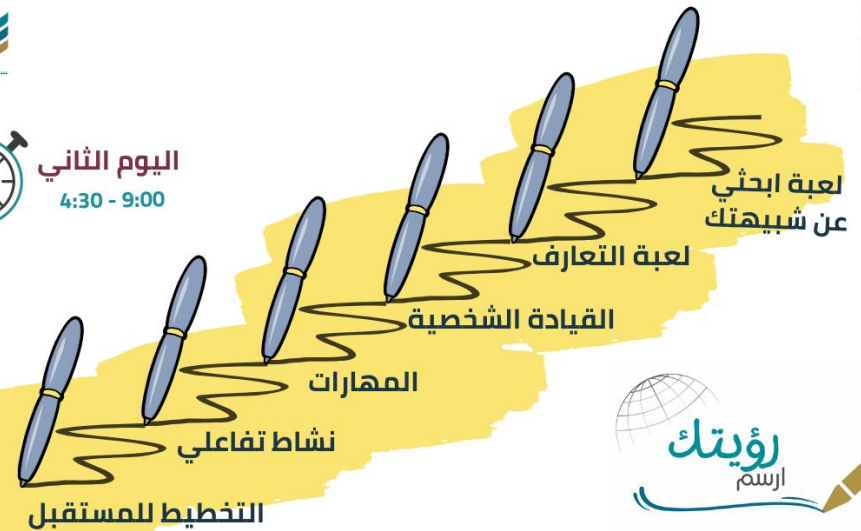 اليوم الثاني
4:30 - 9:00
لعبة ابحثي
عن شبيهتك
لعبة التعارف
القيادة الشخصية
المهارات
نشاط تفاعلي
التخطيط للمستقبل
ارسم
رؤيتك